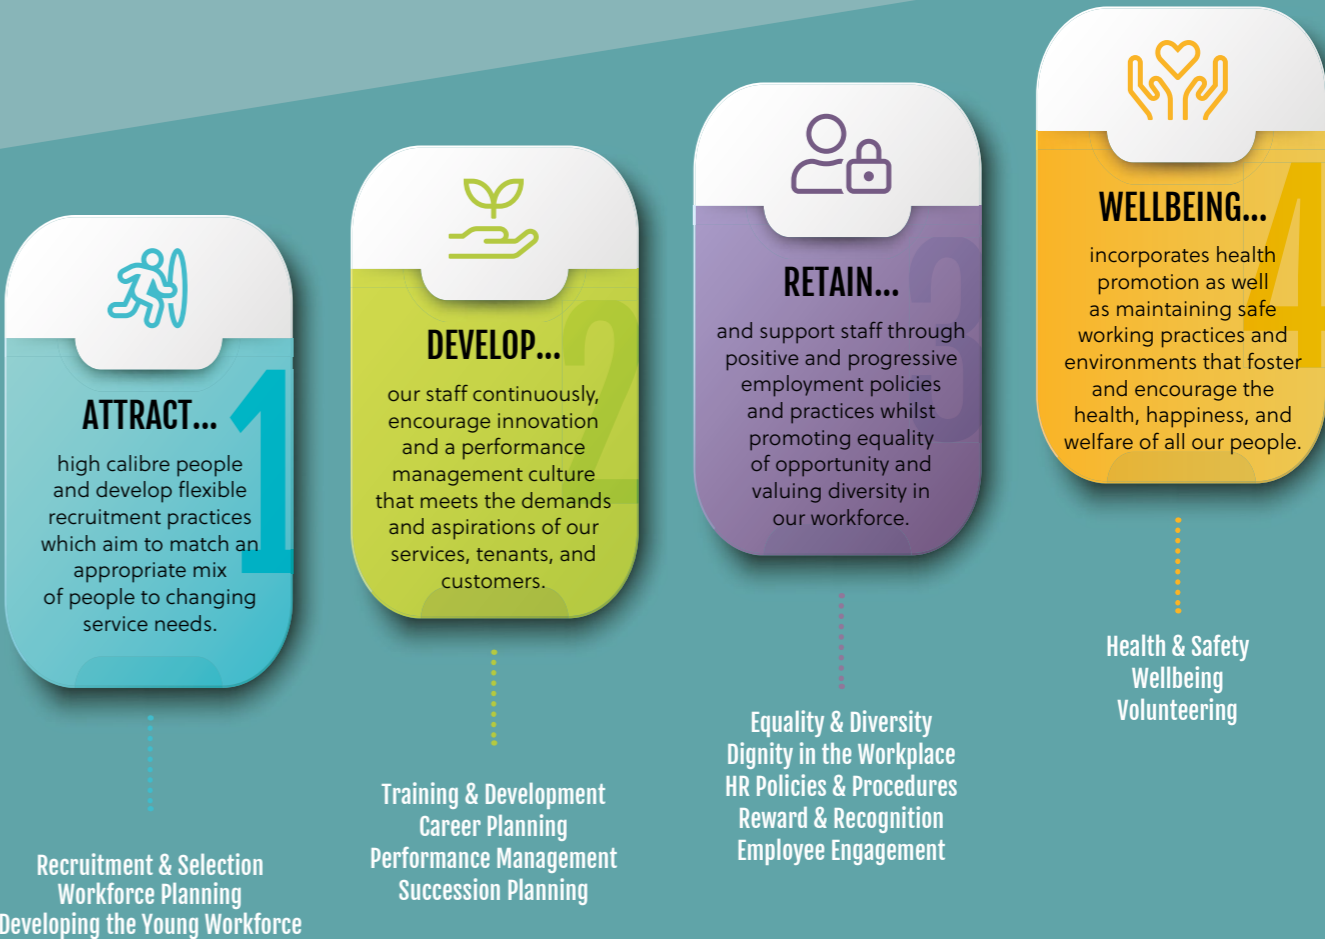 1
ATTRACT...
high calibre people
and develop flexible
recruitment practices
which aim to match an
appropriate mix
of people to changing
service needs.
Recruitment & Selection
Workforce Planning
Developing the Young Workforce
2
DEVELOP...
our staff continuously,
encourage innovation
and a performance
management culture
that meets the demands
and aspirations of our
services, tenants, and
customers.
Training & Development
Career Planning
Performance Management
Succession Planning
3
RETAIN...
and support staff through
positive and progressive
employment policies
and practices whilst
promoting equality
of opportunity and
valuing diversity in
our workforce.
Equality & Diversity
Dignity in the Workplace
HR Policies & Procedures
Reward & Recognition
Employee Engagement
4
WELLBEING...
incorporates health
promotion as well
as maintaining safe
working practices and
environments that foster
and encourage the
health, happiness, and
welfare of all our people.
Health & Safety
Wellbeing
Volunteering